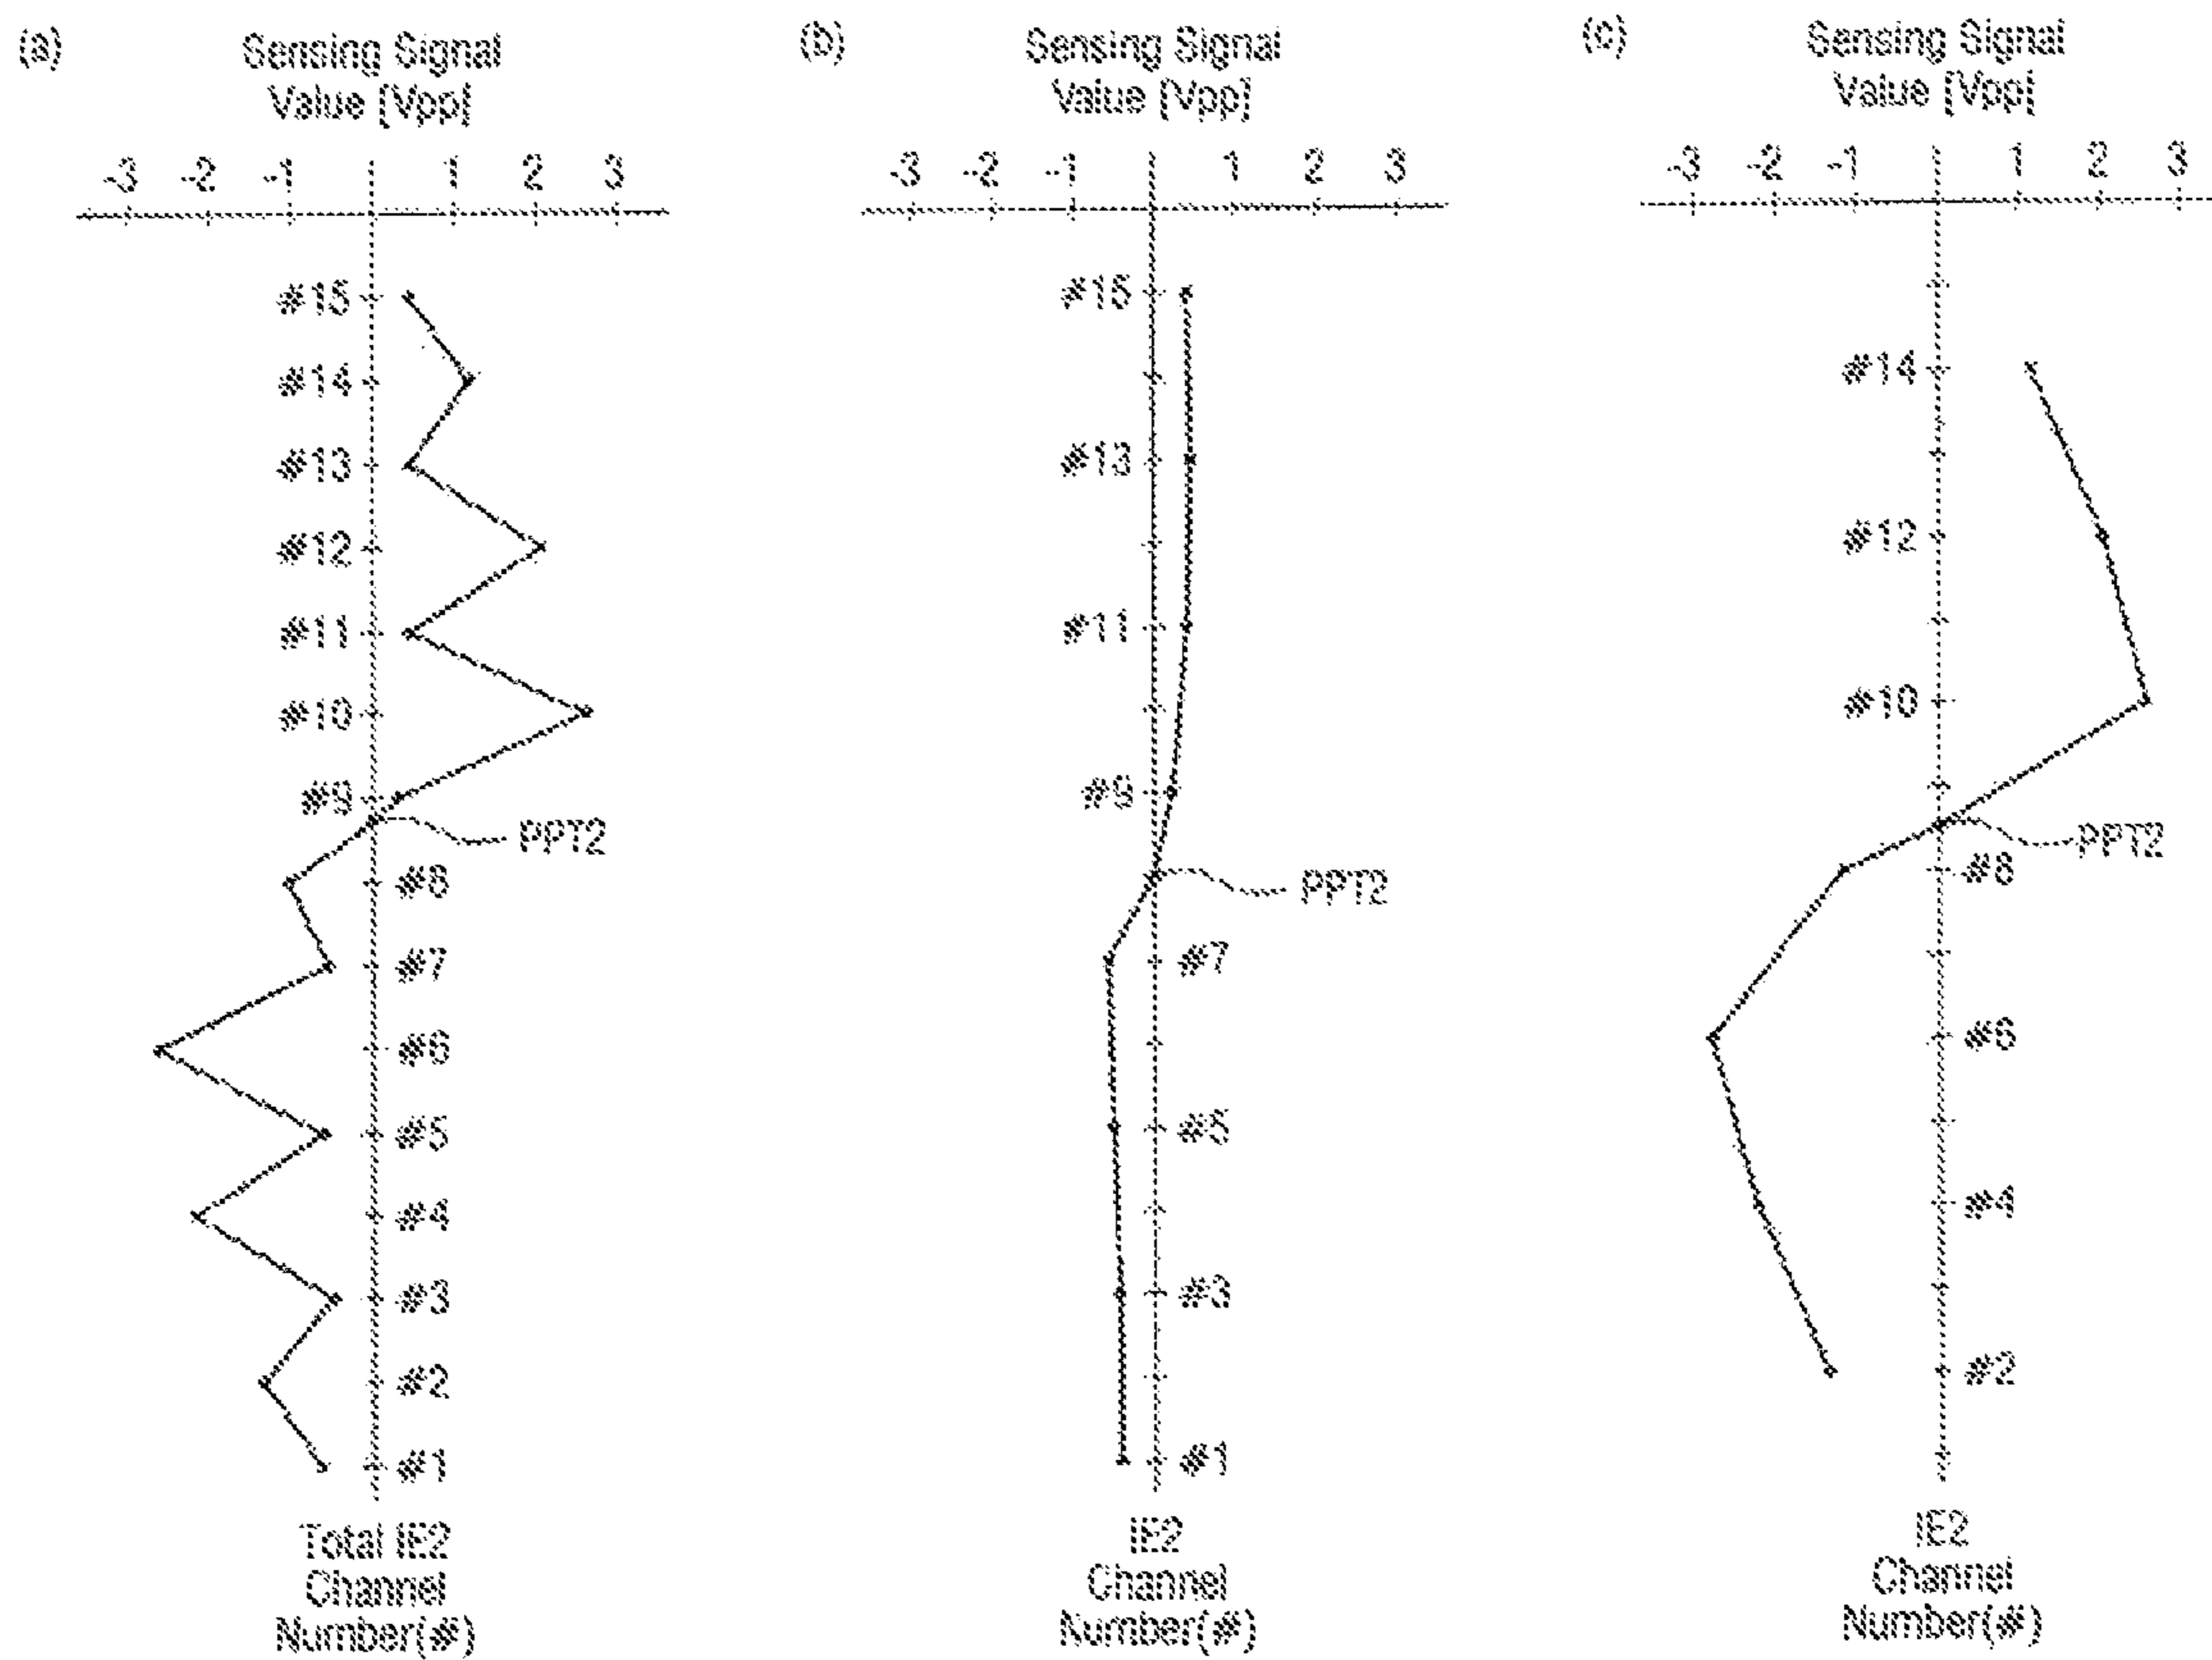 (a)
Sensing Signal
Value [Vpp[
-3 -2 -1 1 2 3
#15
#14
#13
#12
#11
#10
#9
PPT2
#8
#7
#6
#5
#4
#3
#2
#1
Total IE2
Channel
Number(#)
(b)
Sensing Signal
Value [Vpp[
-3 -2 -1 1 2 3
#15
#13
#11
#9
PPT2
#7
#5
#3
#1
IE2
Channel
Number(#)
(c)
Sensing Signal
Value [Vpp[
-3 -2 -1 1 2 3
#14
#12
#10
PPT2
#8
#6
#4
#2
IE2
Channel
Number(#)